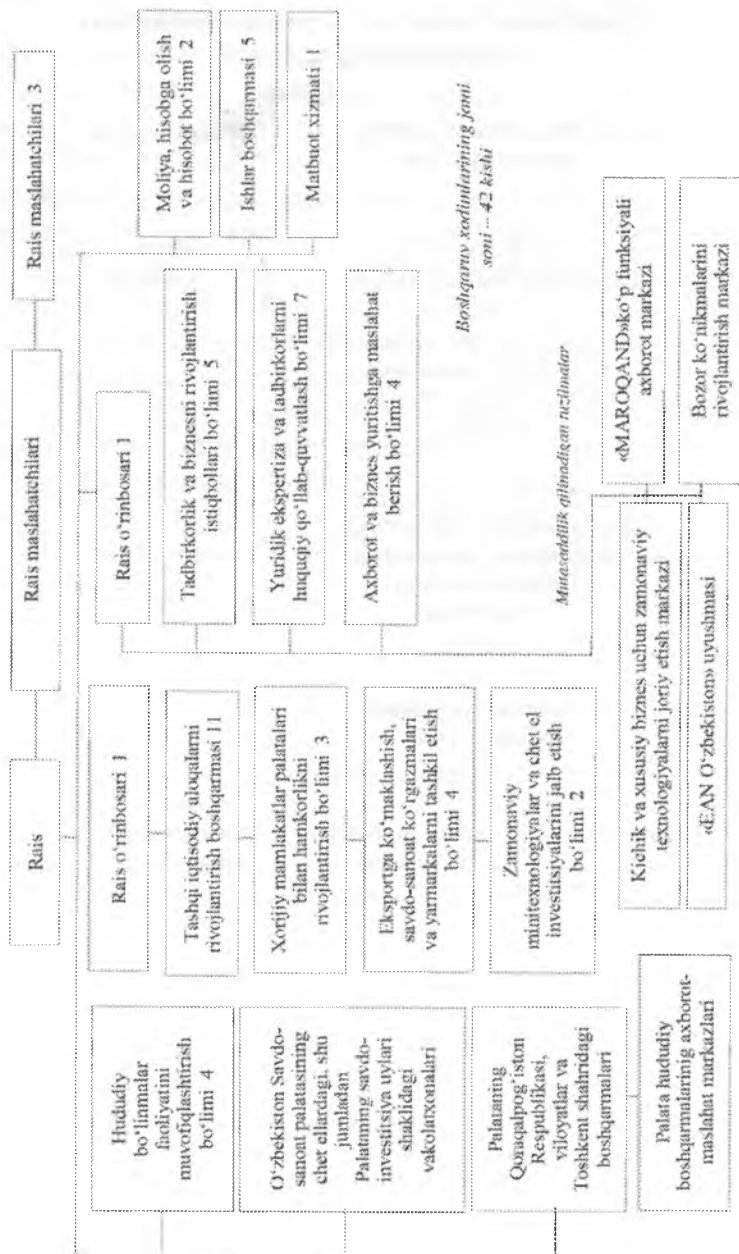 Rais
Rais maslahatchilari
Rais maslahatchilari 3
Hududiy
bo‘linmalar
faoliyatini
muvofiqlashtirish
bo‘limi 4
O‘zbekiston Savdo-
sanoat palatasining
chet ellardagi, shu
jumladan
Palataning savdo-
investitsiya uylari
shaklidagi
vakolatxonalari
Palataning
Qoraqalpog‘iston
Respublikasi,
viloyatlar va
Toshkent shahridagi
boshqarmalari
Palata hududiy
boshqarmalarinig axborot-
maslahat markazlari
Rais o‘rinbosari 1
Tashqi iqtisodiy aloqalarni
rivojlantirish boshqarmasi 11
Xorijiy mamlakatlar palatalari
bilan hamkorlikni
rivojlantirish bo‘limi 3
Eksportga ko‘maklashish,
savdo-sanoat ko‘rgazmalari
va yarmarkalarni tashkil etish
bo‘limi 4
Zamonaviy
minitexnologiyalar va chet el
investitsiyalarini jalb etish
bo‘limi 2
Rais o‘rinbosari 1
Tadbirkorlik va biznesni rivojlantirish
istiqbollari bo‘limi 5
Yuridik ekspertiza va tadbirkorlarni
huquqiy qo‘llab-quvvatlash bo‘limi 7
Axborot va biznes yuritishga maslahat
berish bo‘limi 4
Moliya, hisobga olish
va hisobot bo‘limi 2
Ishlar boshqarmasi 5
Matbuot xizmati 1
Boshqaruv xodimlarining jami
soni – 42 kishi
Mutasaddilik qilinadigan tuzilmalar
Kichik va xususiy biznes uchun zamonaviy
texnologiyalarni joriy etish markazi
«EAN O‘zbekiston» uyushmasi
«MAROQAND»ko‘p funksiyali
axborot markazi
Bozor ko‘nikmalarini
rivojlantirish markazi